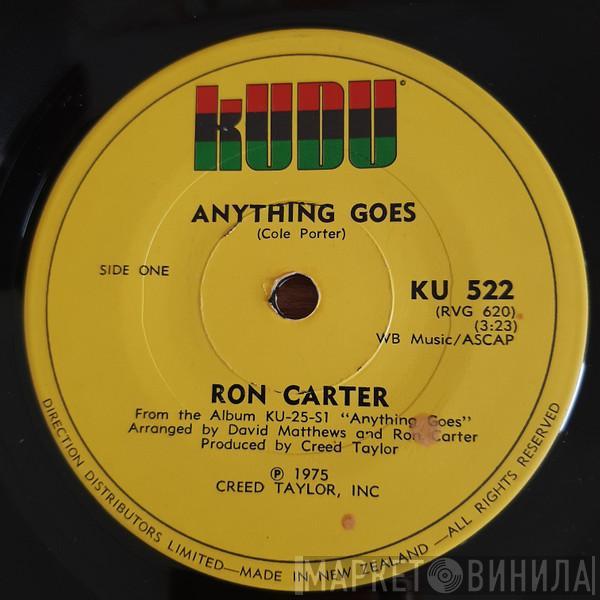 KUDU ©
ANYTHING GOES
(Cole Porter)
SIDE ONE
KU 522
(RVG 620)
(3:23)
WB Music/ASCAP
RON CARTER
From the Album KU-25-S1 "Anything Goes"
Arranged by David Matthews and Ron Carter
Produced by Creed Taylor
℗ 1975
CREED TAYLOR, INC
DIRECTION DISTRIBUTORS LIMITED—MADE IN NEW ZEALAND—ALL RIGHTS RESERVED
МАРКЕТ ВИНИЛА